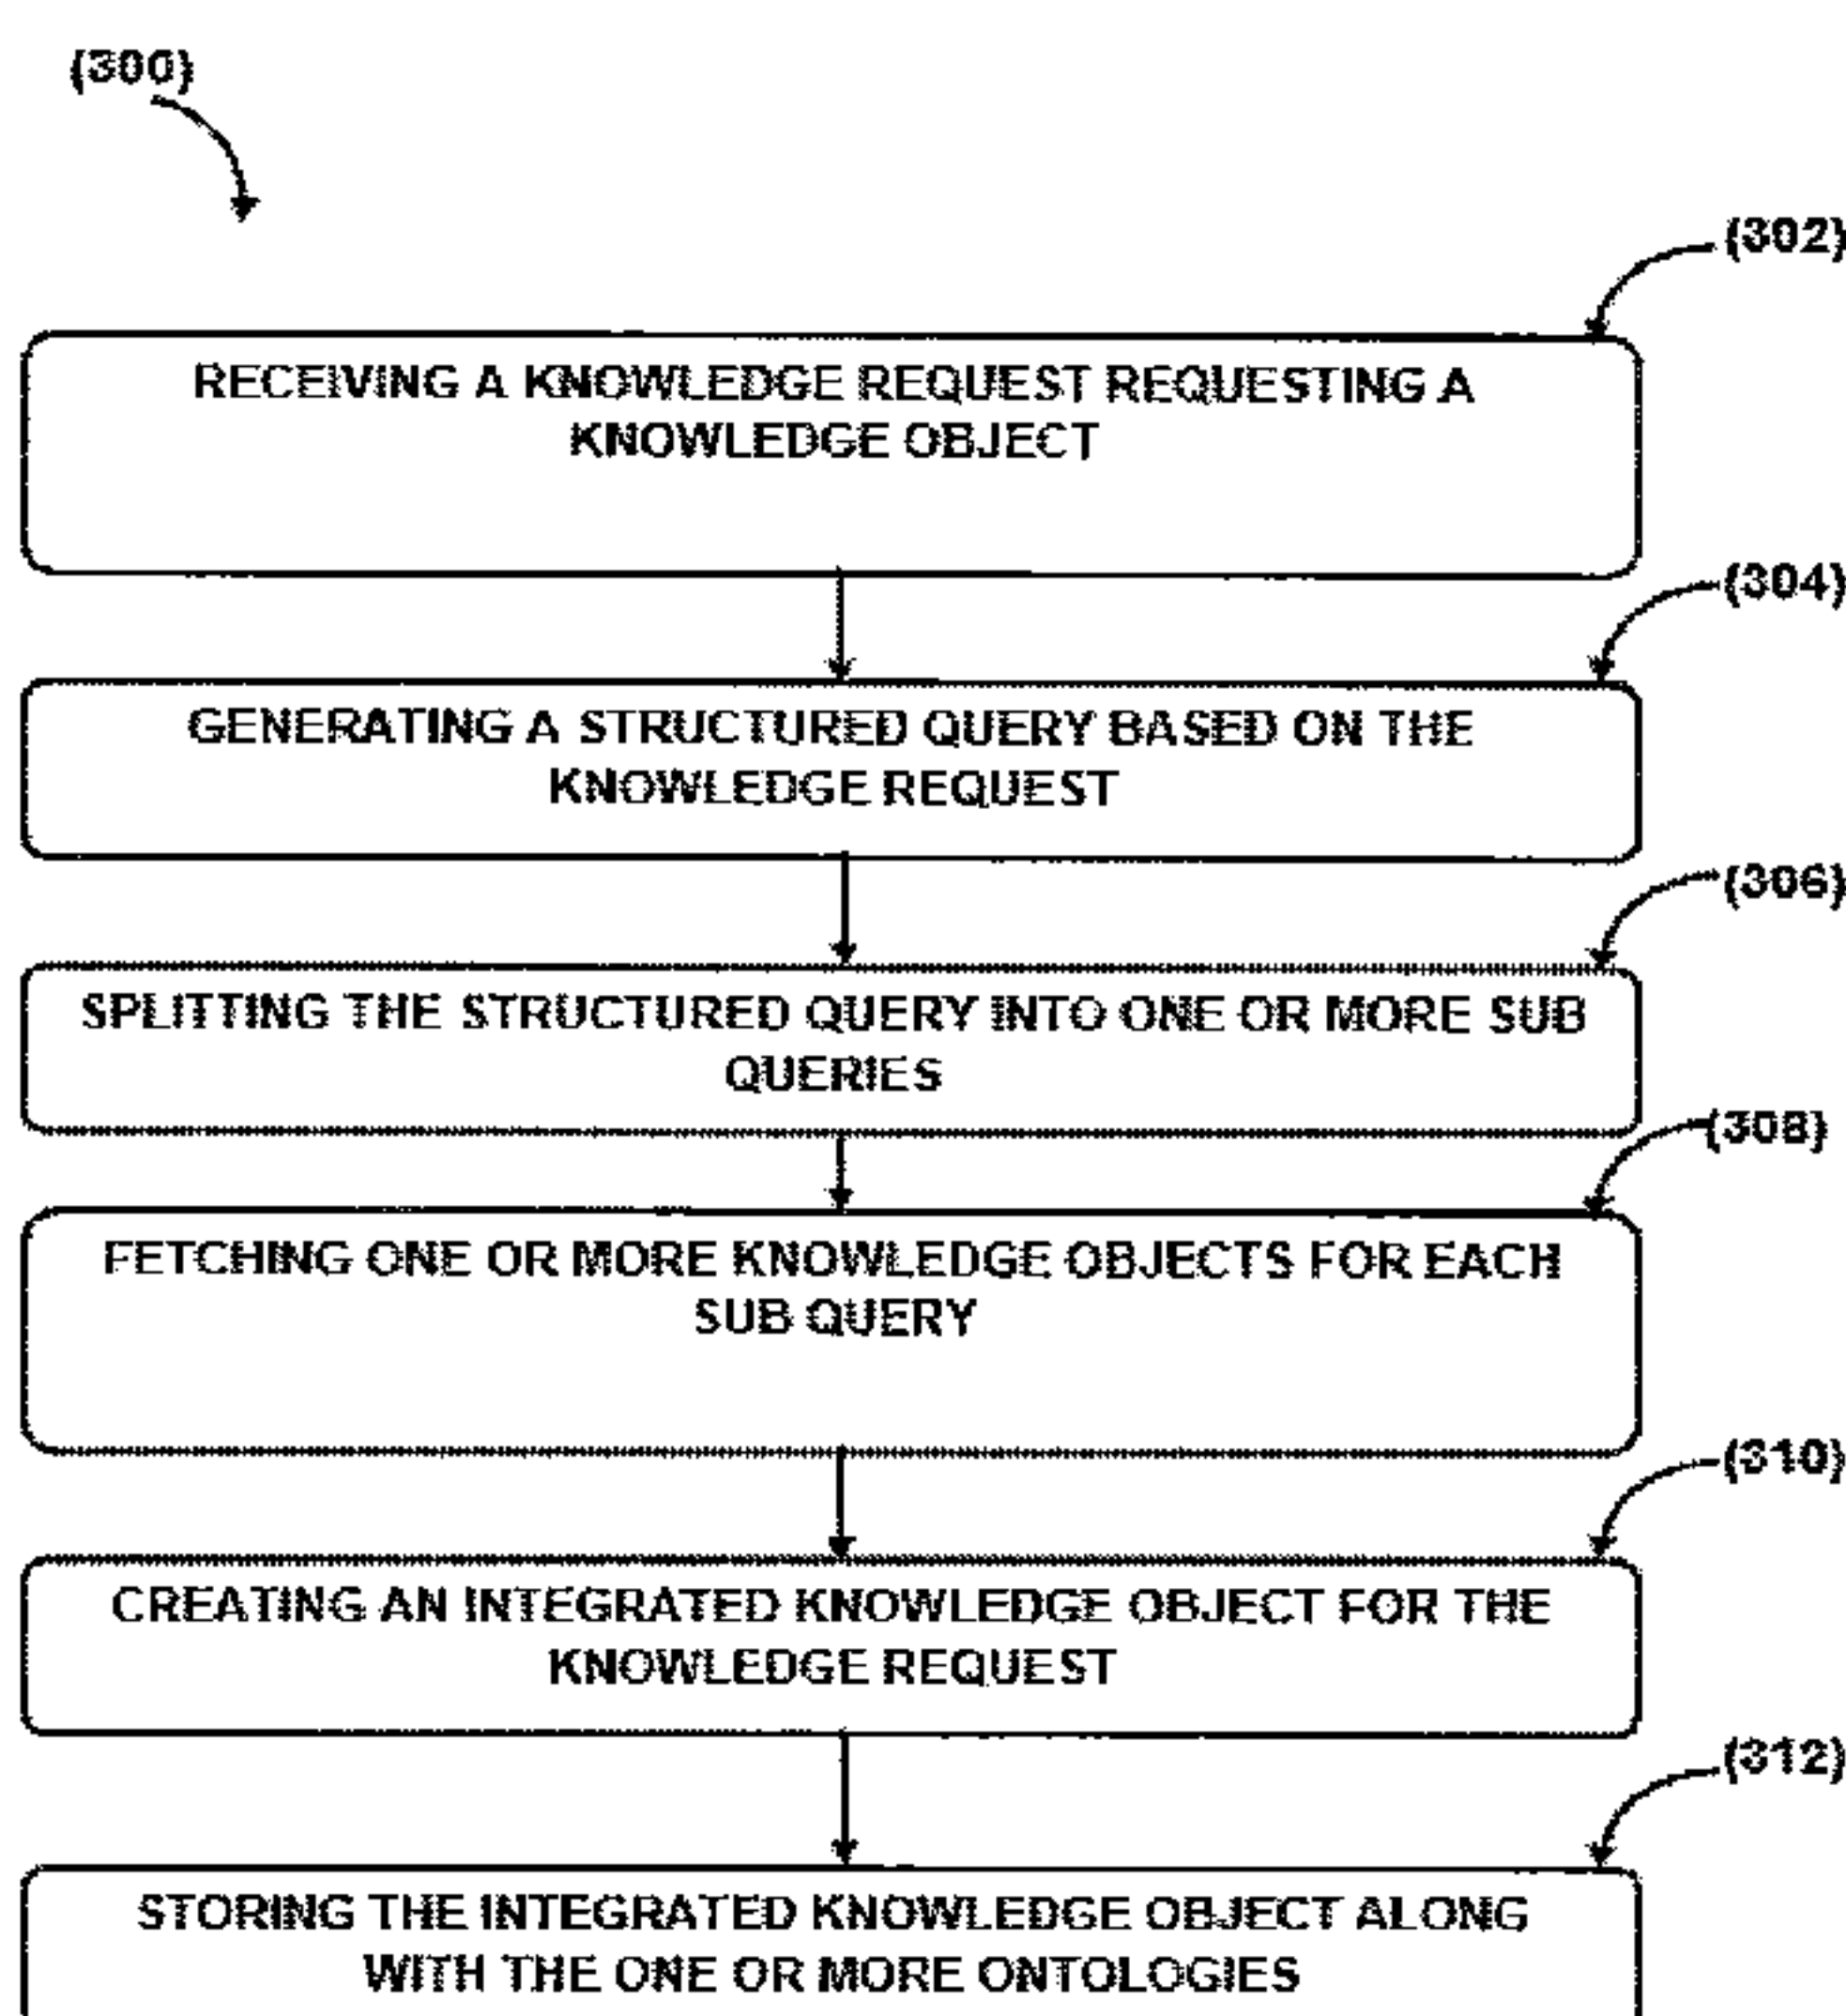 (300)
(302)
RECEIVING A KNOWLEDGE REQUEST REQUESTING A
KNOWLEDGE OBJECT
(304)
GENERATING A STRUCTURED QUERY BASED ON THE
KNOWLEDGE REQUEST
(306)
SPLITTING THE STRUCTURED QUERY INTO ONE OR MORE SUB
QUERIES
(308)
FETCHING ONE OR MORE KNOWLEDGE OBJECTS FOR EACH
SUB QUERY
(310)
CREATING AN INTEGRATED KNOWLEDGE OBJECT FOR THE
KNOWLEDGE REQUEST
(312)
STORING THE INTEGRATED KNOWLEDGE OBJECT ALONG
WITH THE ONE OR MORE ONTOLOGIES